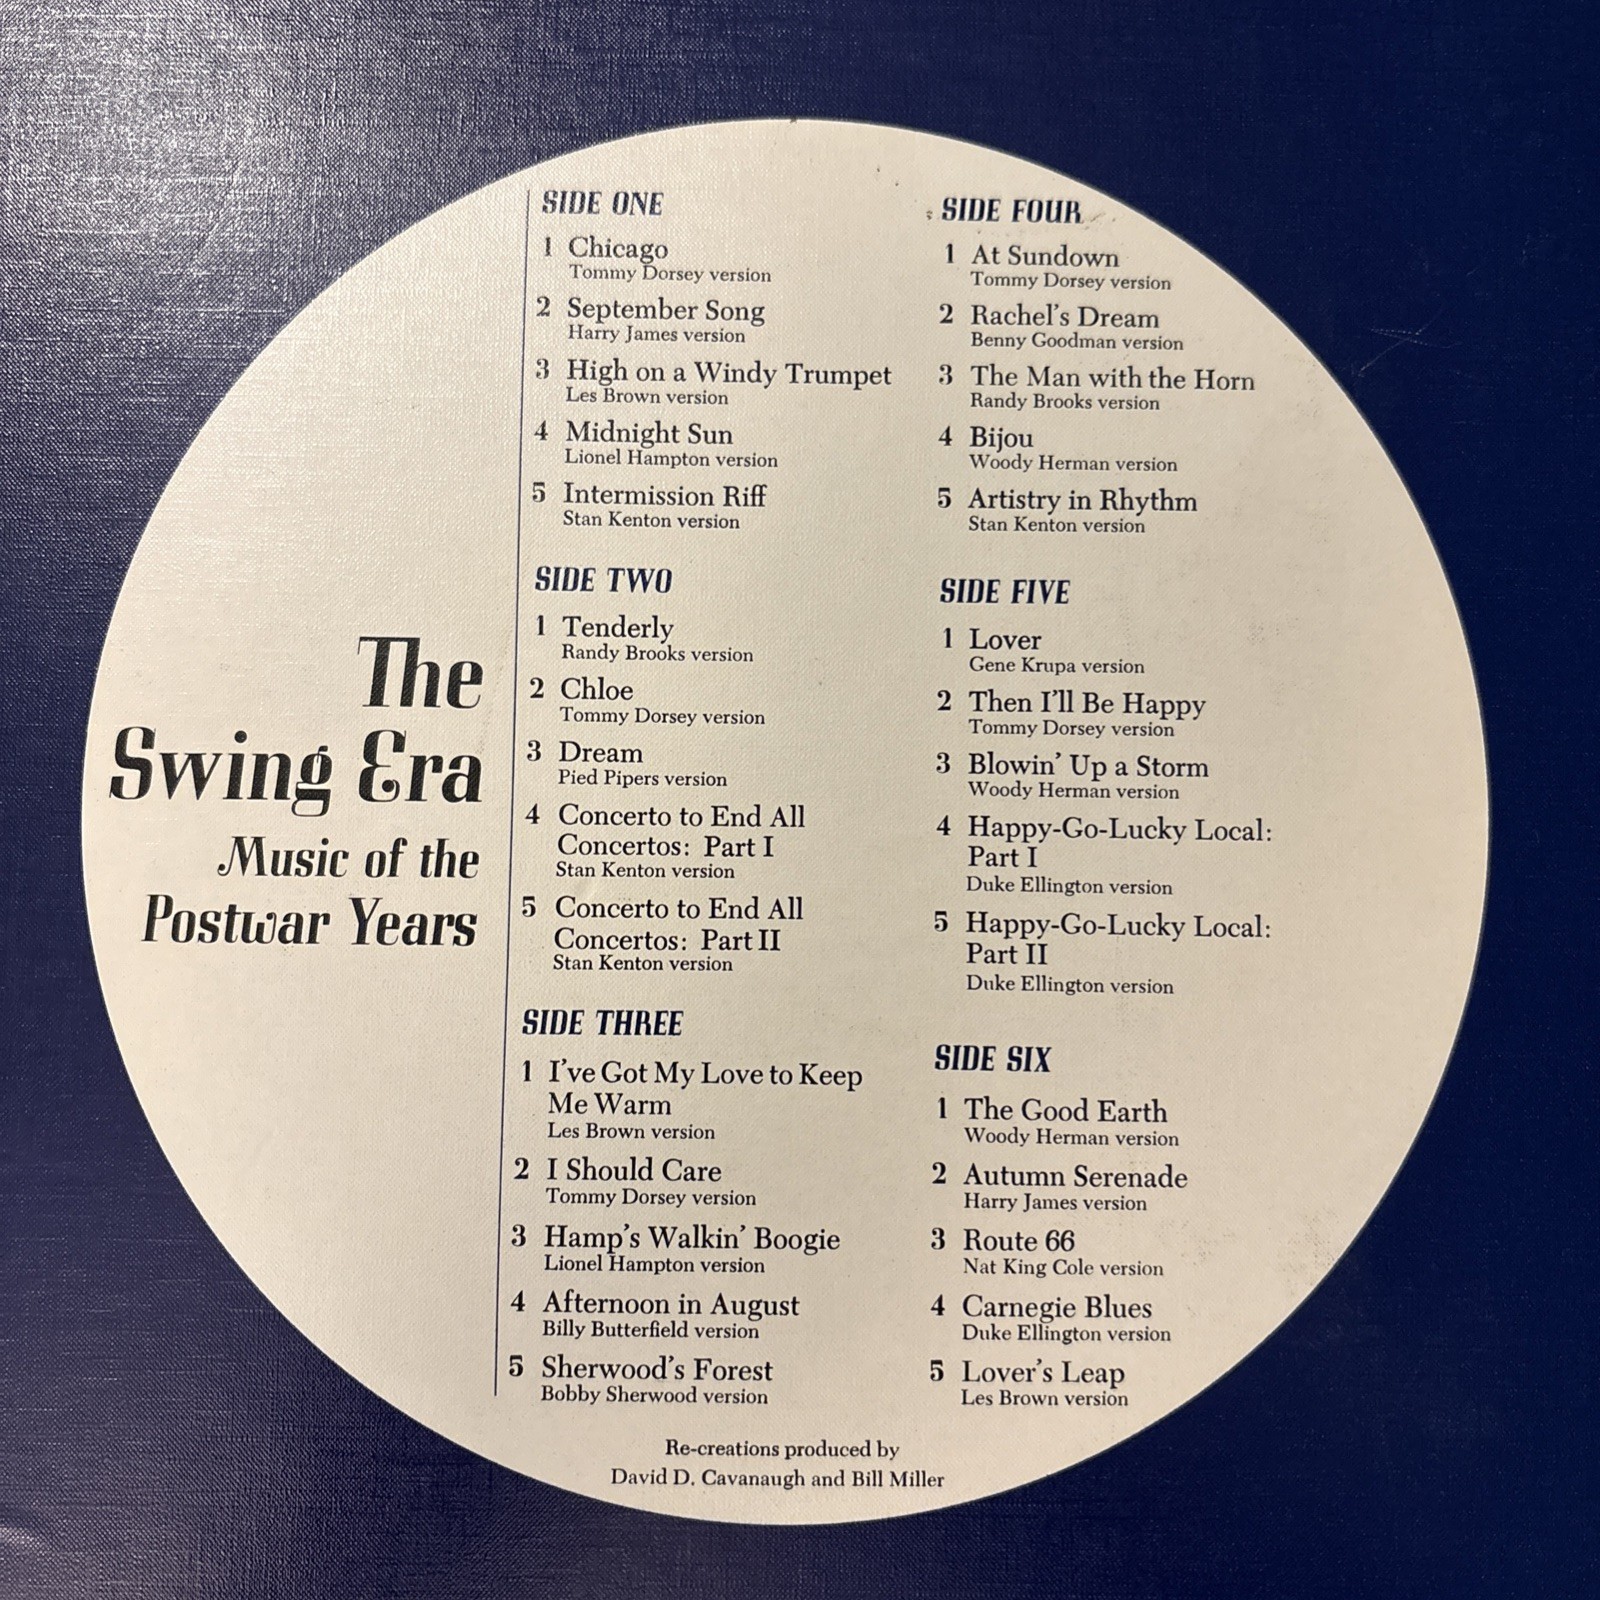 The
Swing Era
Music of the
Postwar Years
SIDE ONE
1 Chicago
Tommy Dorsey version
2 September Song
Harry James version
3 High on a Windy Trumpet
Les Brown version
4 Midnight Sun
Lionel Hampton version
5 Intermission Riff
Stan Kenton version
SIDE TWO
1 Tenderly
Randy Brooks version
2 Chloe
Tommy Dorsey version
3 Dream
Pied Pipers version
4 Concerto to End All
Concertos: Part I
Stan Kenton version
5 Concerto to End All
Concertos: Part II
Stan Kenton version
SIDE THREE
1 I've Got My Love to Keep
Me Warm
Les Brown version
2 I Should Care
Tommy Dorsey version
3 Hamp's Walkin' Boogie
Lionel Hampton version
4 Afternoon in August
Billy Butterfield version
5 Sherwood's Forest
Bobby Sherwood version
SIDE FOUR
1 At Sundown
Tommy Dorsey version
2 Rachel's Dream
Benny Goodman version
3 The Man with the Horn
Randy Brooks version
4 Bijou
Woody Herman version
5 Artistry in Rhythm
Stan Kenton version
SIDE FIVE
1 Lover
Gene Krupa version
2 Then I'll Be Happy
Tommy Dorsey version
3 Blowin' Up a Storm
Woody Herman version
4 Happy-Go-Lucky Local:
Part I
Duke Ellington version
5 Happy-Go-Lucky Local:
Part II
Duke Ellington version
SIDE SIX
1 The Good Earth
Woody Herman version
2 Autumn Serenade
Harry James version
3 Route 66
Nat King Cole version
4 Carnegie Blues
Duke Ellington version
5 Lover's Leap
Les Brown version
Re-creations produced by
David D. Cavanaugh and Bill Miller